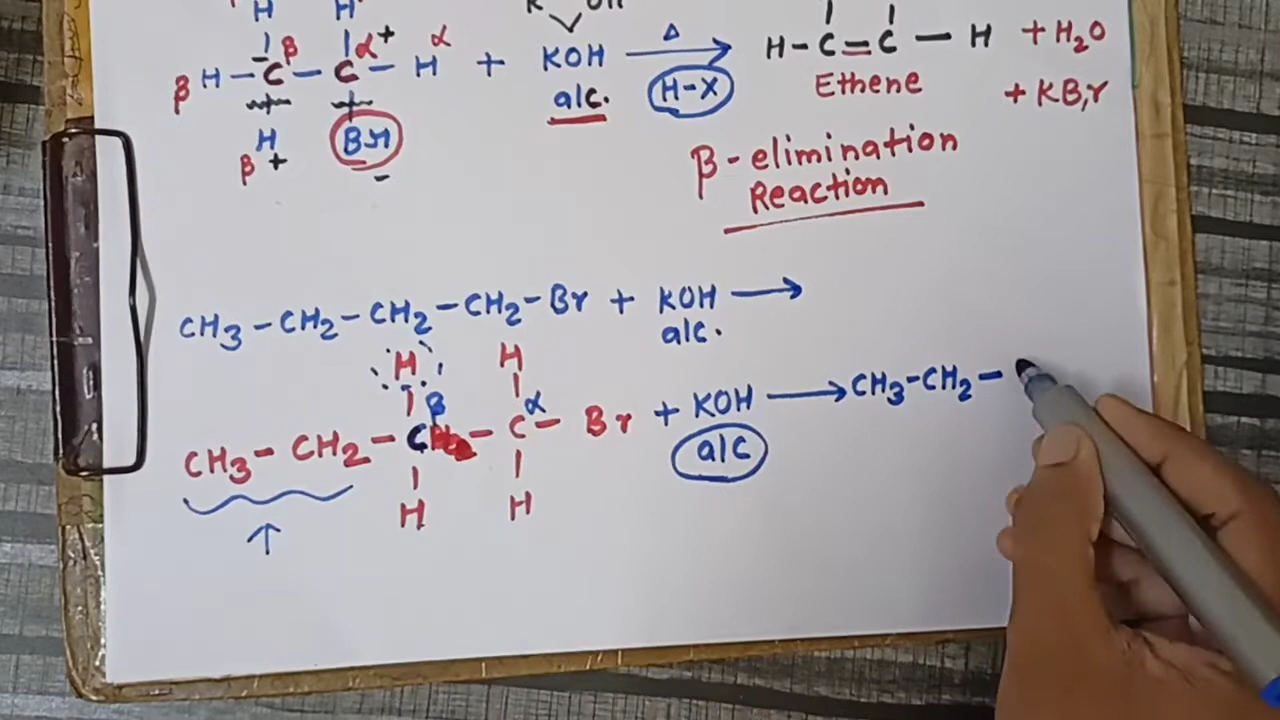 H H
β H-C β-C α+-H α + KOH Δ→ H-C=C-H + H2O
alc. H-X Ethene + KBr
H Br
β + -
β-elimination
Reaction
CH3-CH2-CH2-CH2-Br + KOH →
alc.
H H
CH3-CH2-C β-C α-Br + KOH → CH3-CH2-
alc
H H